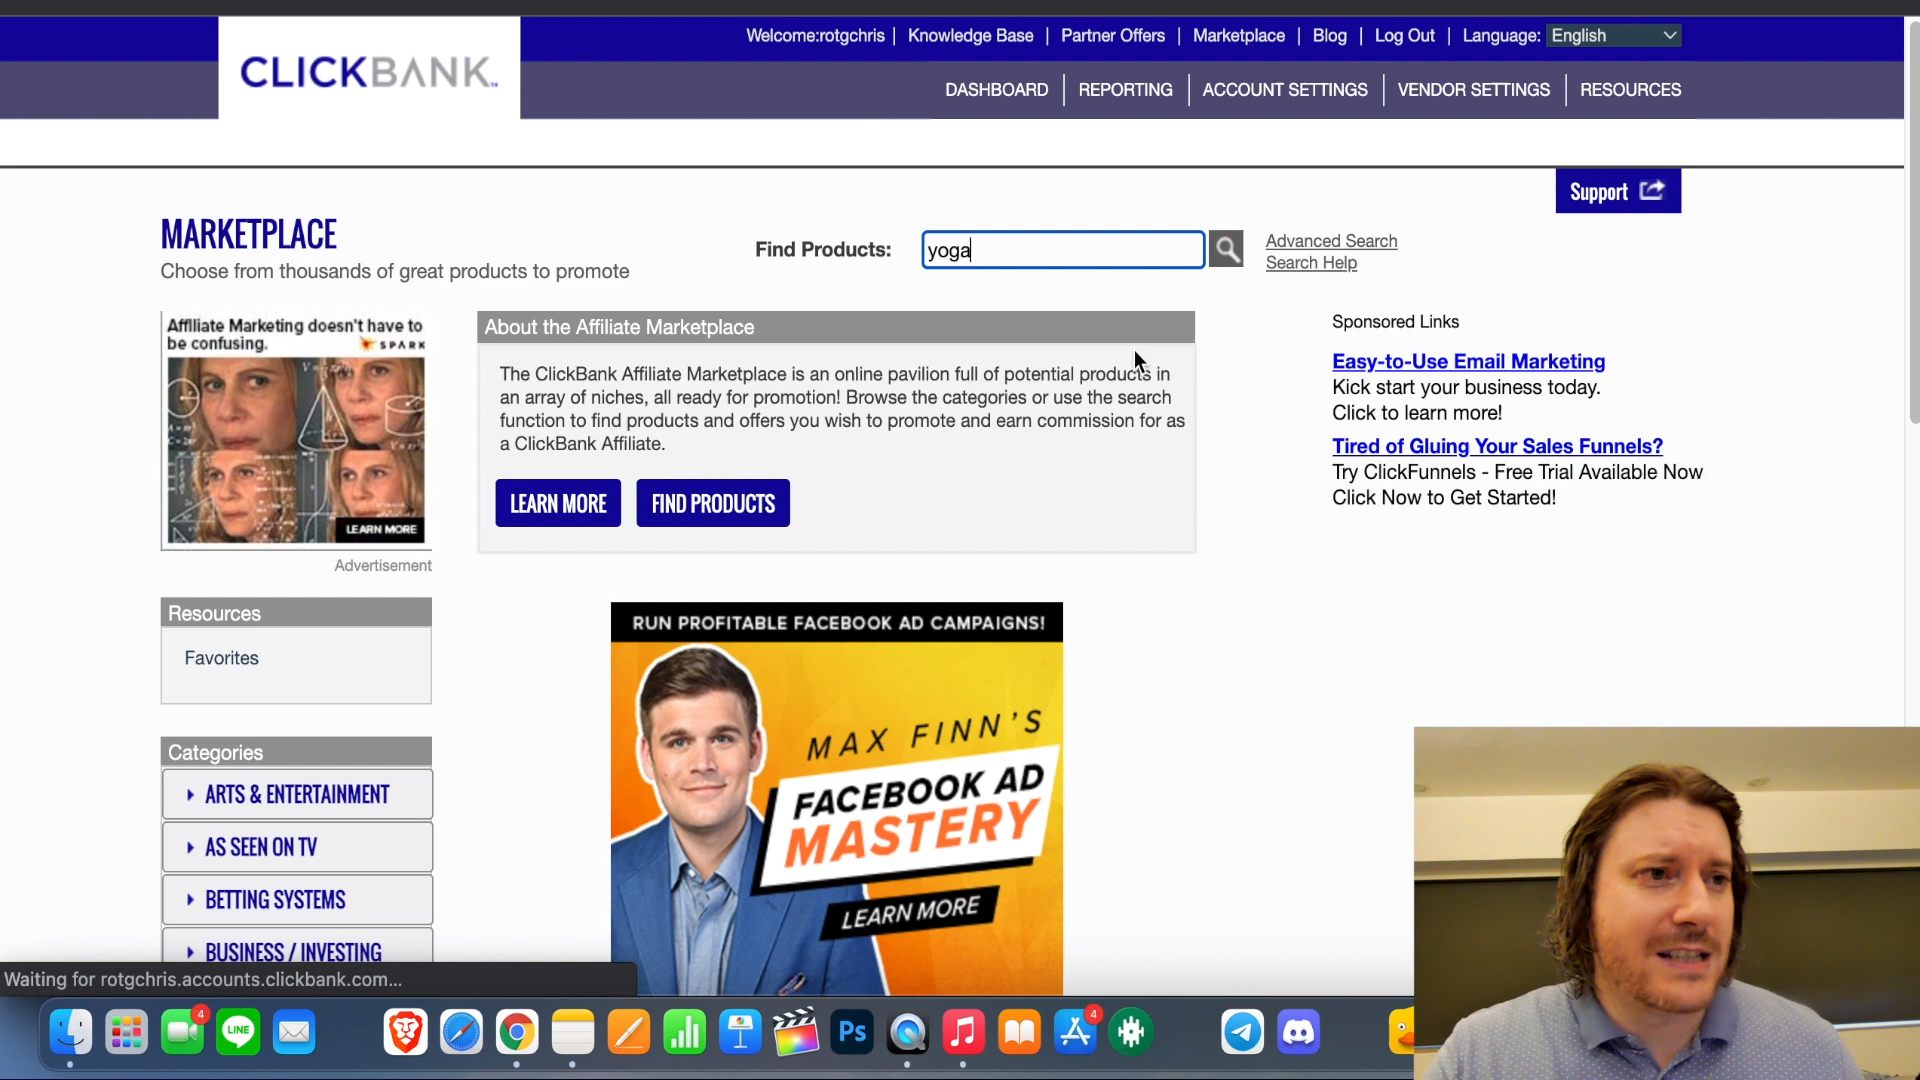 Welcome:rotgchris | Knowledge Base | Partner Offers | Marketplace | Blog | Log Out | Language: English
CLICKBANK™
DASHBOARD | REPORTING | ACCOUNT SETTINGS | VENDOR SETTINGS | RESOURCES
Support
MARKETPLACE
Choose from thousands of great products to promote
Find Products: yoga
Advanced Search
Search Help
Affiliate Marketing doesn't have to
be confusing.
SPARK
LEARN MORE
Advertisement
About the Affiliate Marketplace
The ClickBank Affiliate Marketplace is an online pavilion full of potential products in
an array of niches, all ready for promotion! Browse the categories or use the search
function to find products and offers you wish to promote and earn commission for as
a ClickBank Affiliate.
LEARN MORE
FIND PRODUCTS
Sponsored Links
Easy-to-Use Email Marketing
Kick start your business today.
Click to learn more!
Tired of Gluing Your Sales Funnels?
Try ClickFunnels - Free Trial Available Now
Click Now to Get Started!
Resources
Favorites
Categories
ARTS & ENTERTAINMENT
AS SEEN ON TV
BETTING SYSTEMS
BUSINESS / INVESTING
RUN PROFITABLE FACEBOOK AD CAMPAIGNS!
MAX FINN'S
FACEBOOK AD
MASTERY
LEARN MORE
Waiting for rotgchris.accounts.clickbank.com...
4
LINE
Ps
4